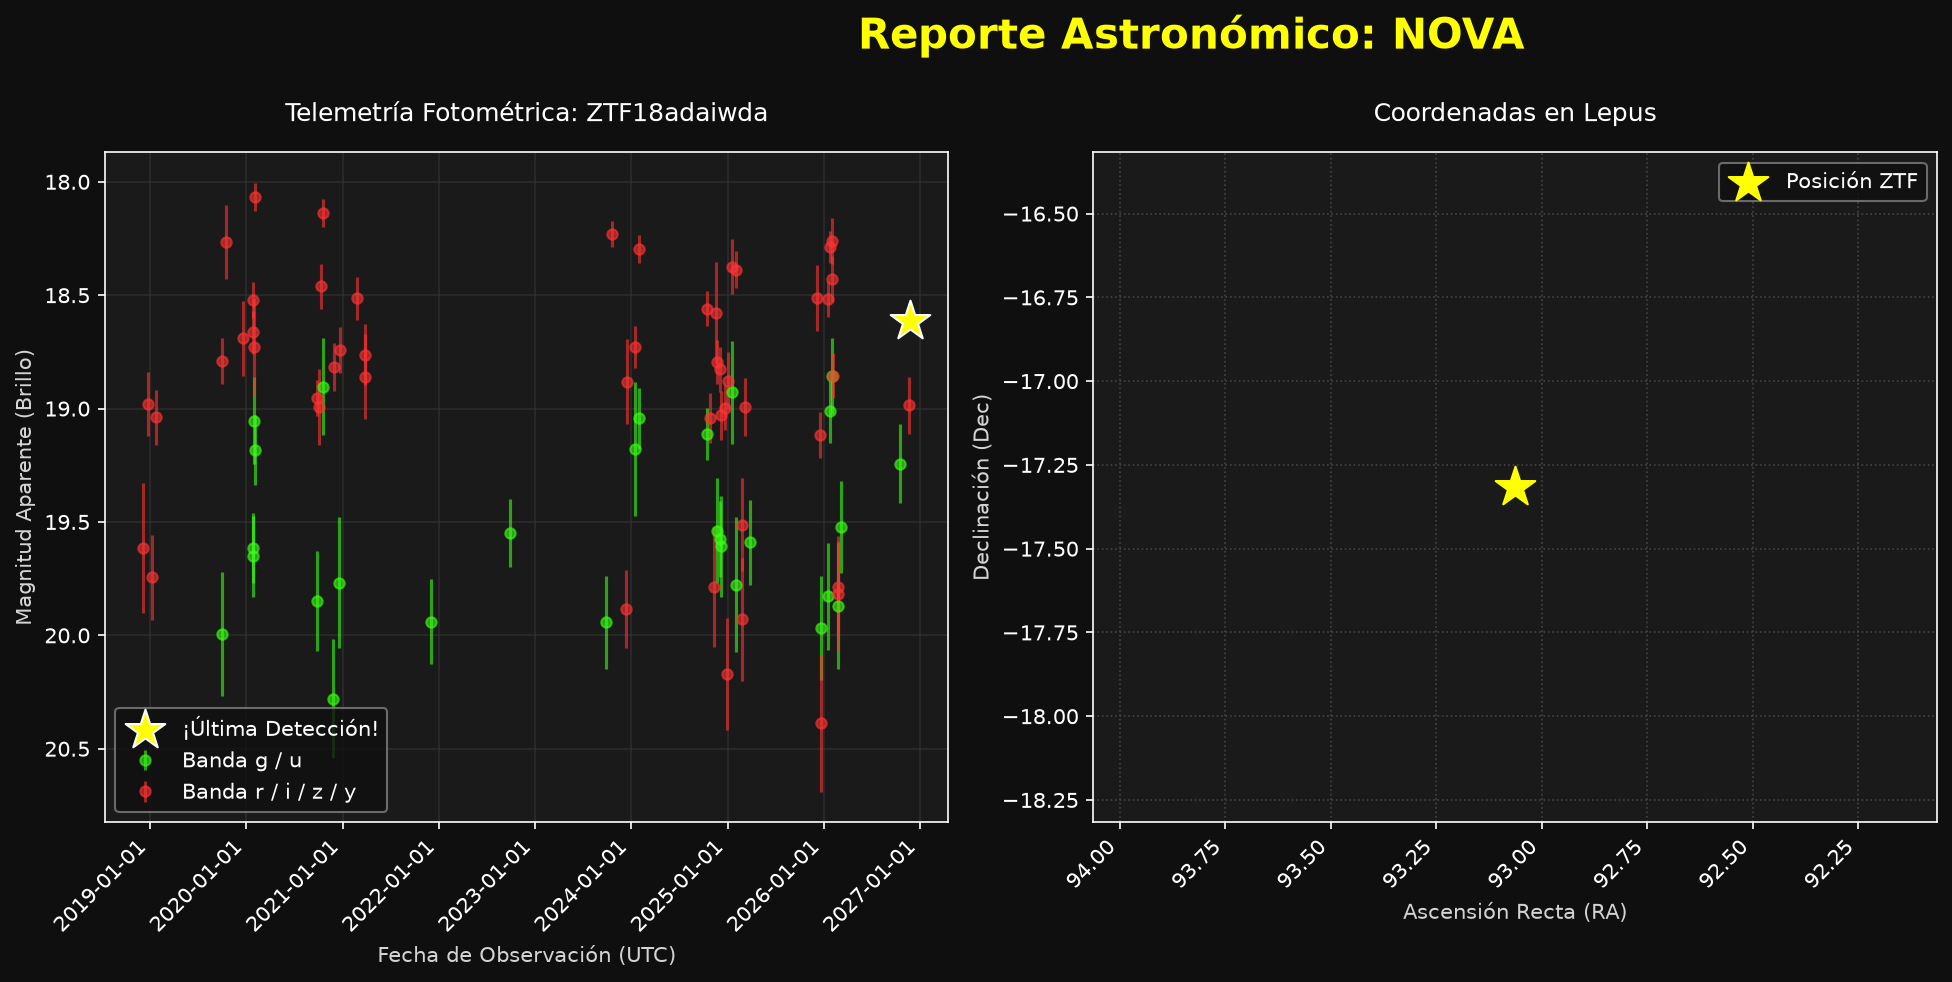 Reporte Astronómico: NOVA
Telemetría Fotométrica: ZTF18adaiwda
Magnitud Aparente (Brillo)
18.0
18.5
19.0
19.5
20.0
20.5
¡Última Detección!
Banda g / u
Banda r / i / z / y
2019-01-01
2020-01-01
2021-01-01
2022-01-01
2023-01-01
2024-01-01
2025-01-01
2026-01-01
2027-01-01
Fecha de Observación (UTC)
Coordenadas en Lepus
Posición ZTF
Declinación (Dec)
−16.50
−16.75
−17.00
−17.25
−17.50
−17.75
−18.00
−18.25
94.00
93.75
93.50
93.25
93.00
92.75
92.50
92.25
Ascensión Recta (RA)